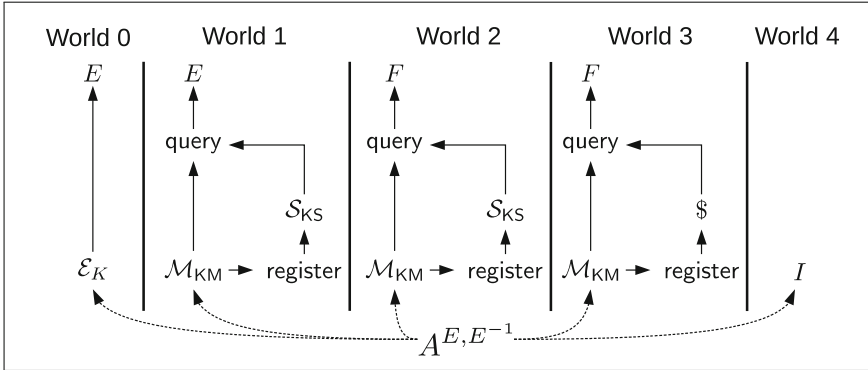 World 0 World 1 World 2 World 3 World 4
E E F F
query query query
S_KS S_KS $
E_K M_KM register M_KM register M_KM register I
A^{E,E^{-1}}